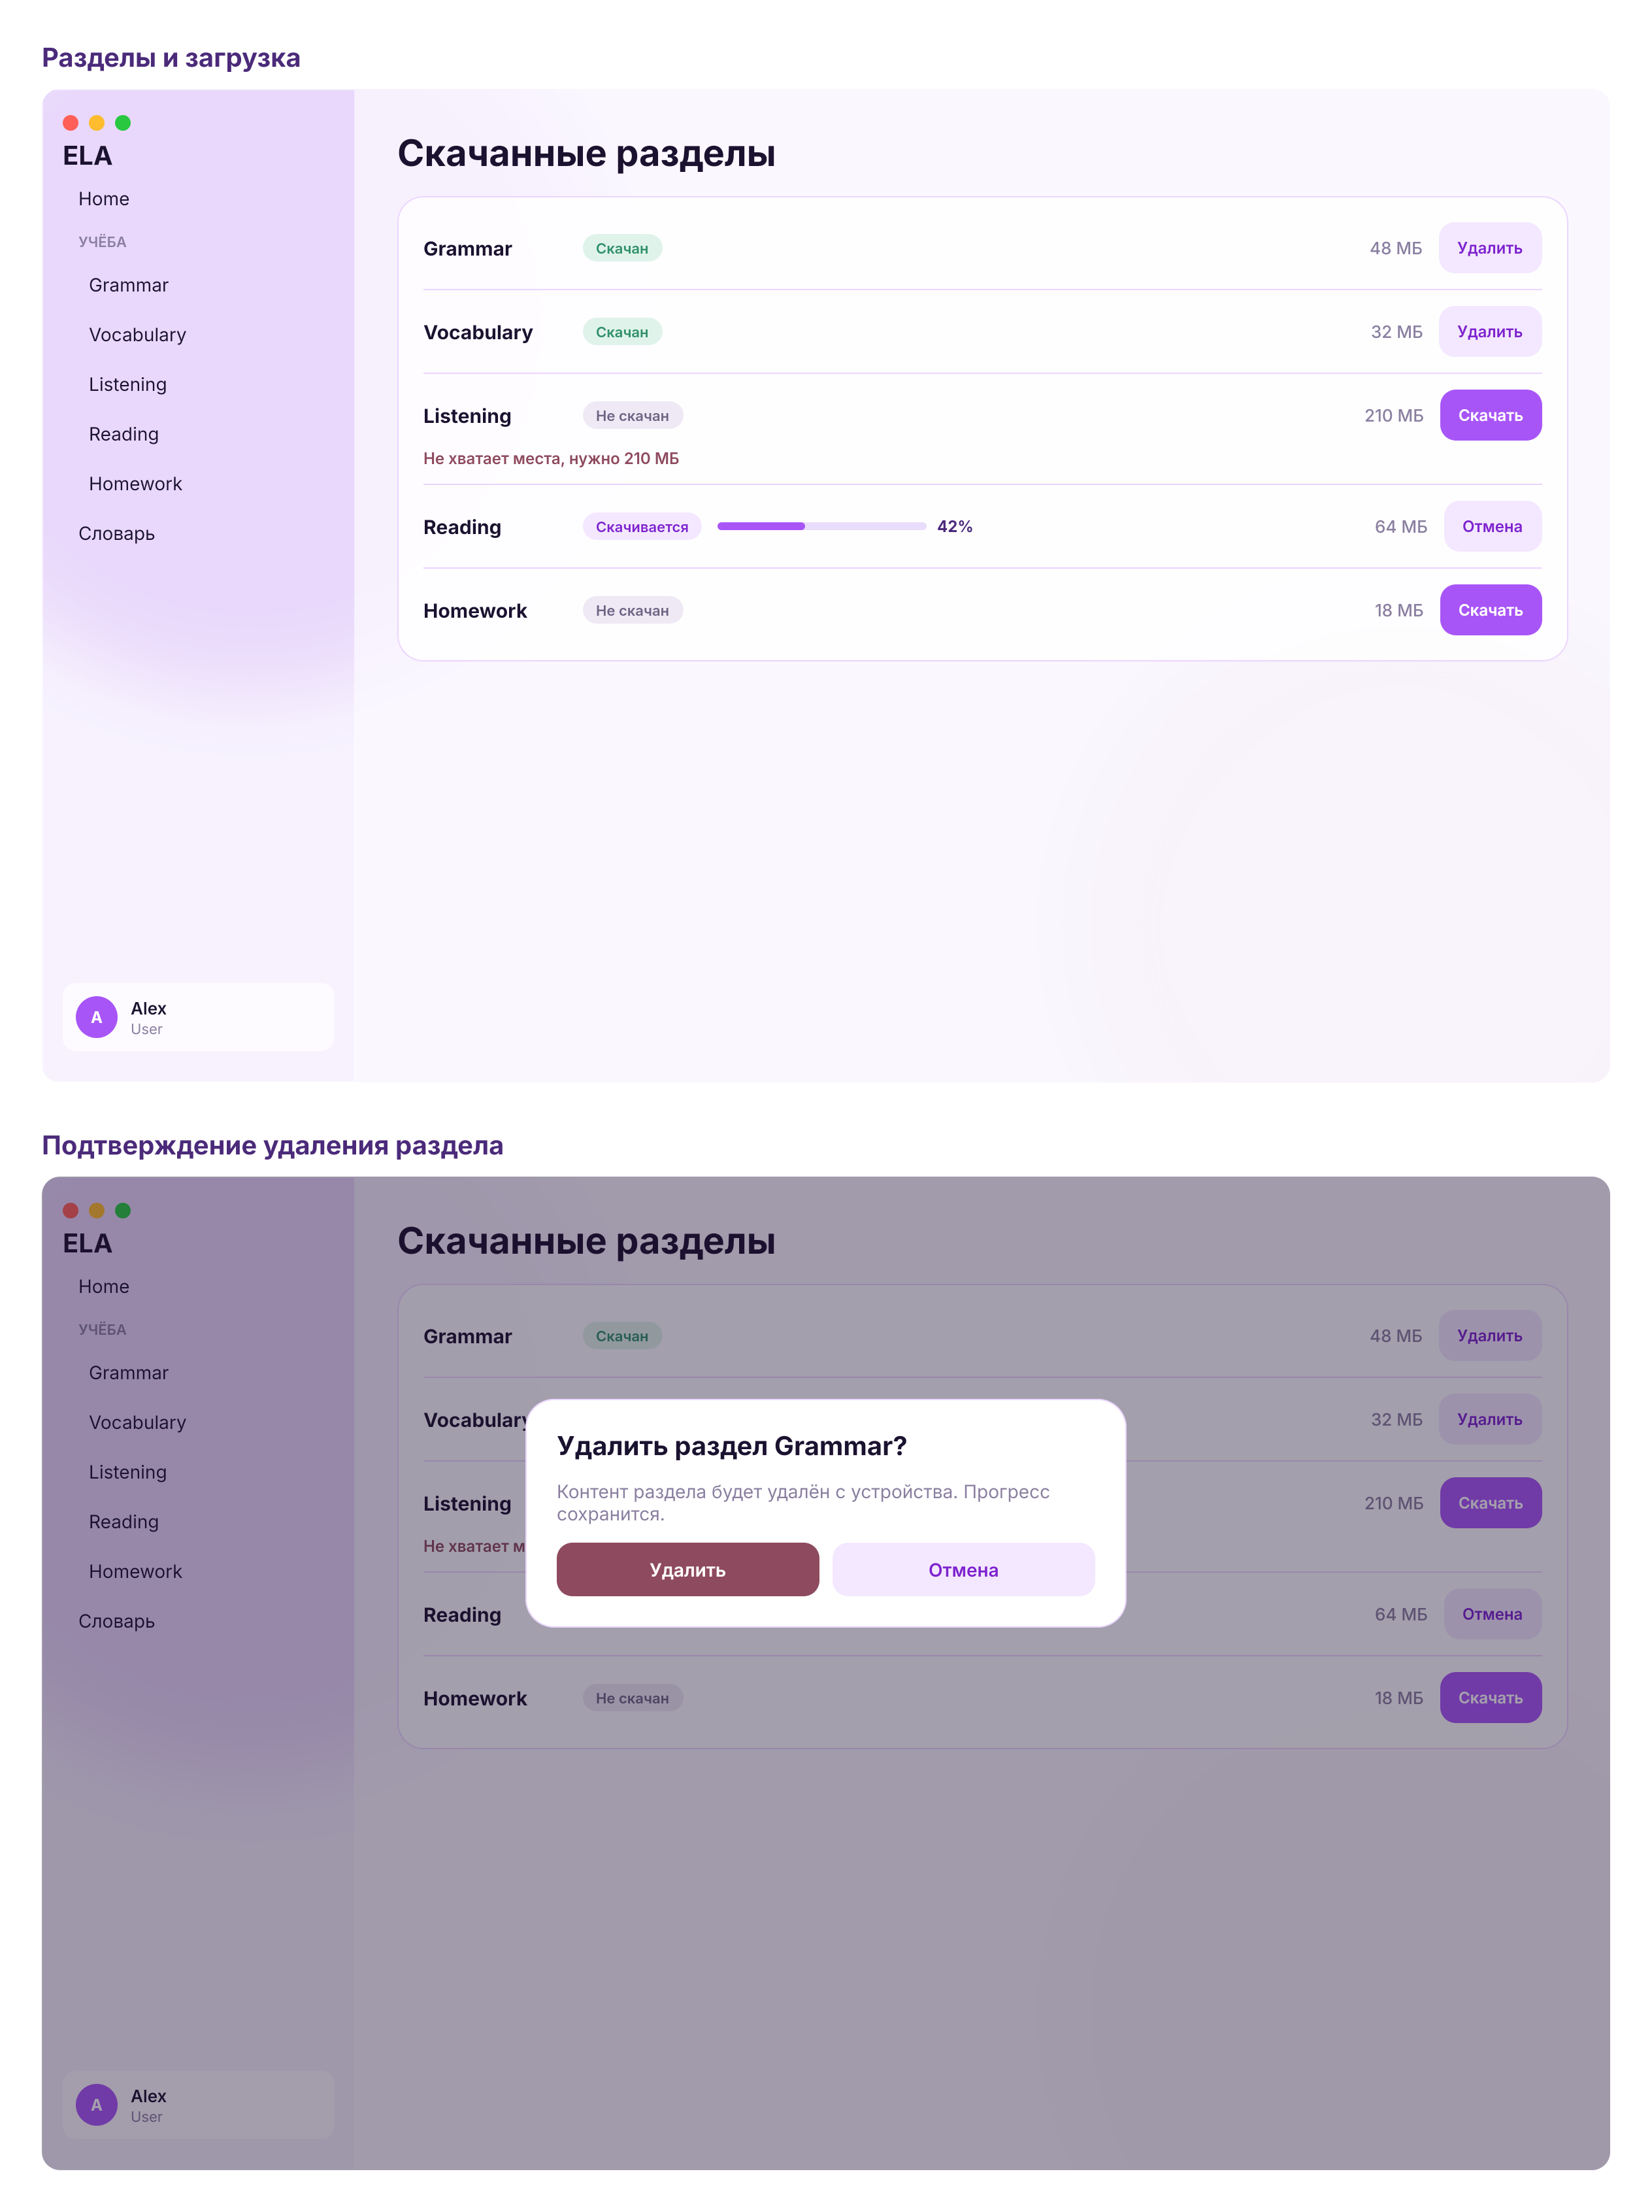 Разделы и загрузка
ELA
Home
УЧЁБА
Grammar
Vocabulary
Listening
Reading
Homework
Словарь
A
Alex
User
Скачанные разделы
Grammar Скачан 48 МБ Удалить
Vocabulary Скачан 32 МБ Удалить
Listening Не скачан 210 МБ Скачать
Не хватает места, нужно 210 МБ
Reading Скачивается 42% 64 МБ Отмена
Homework Не скачан 18 МБ Скачать
Подтверждение удаления раздела
ELA
Home
УЧЁБА
Grammar
Vocabulary
Listening
Reading
Homework
Словарь
A
Alex
User
Скачанные разделы
Grammar Скачан 48 МБ Удалить
Vocabulary 32 МБ Удалить
Listening 210 МБ Скачать
Не хватает
Reading 64 МБ Отмена
Homework Не скачан 18 МБ Скачать
Удалить раздел Grammar?
Контент раздела будет удалён с устройства. Прогресс
сохранится.
Удалить Отмена